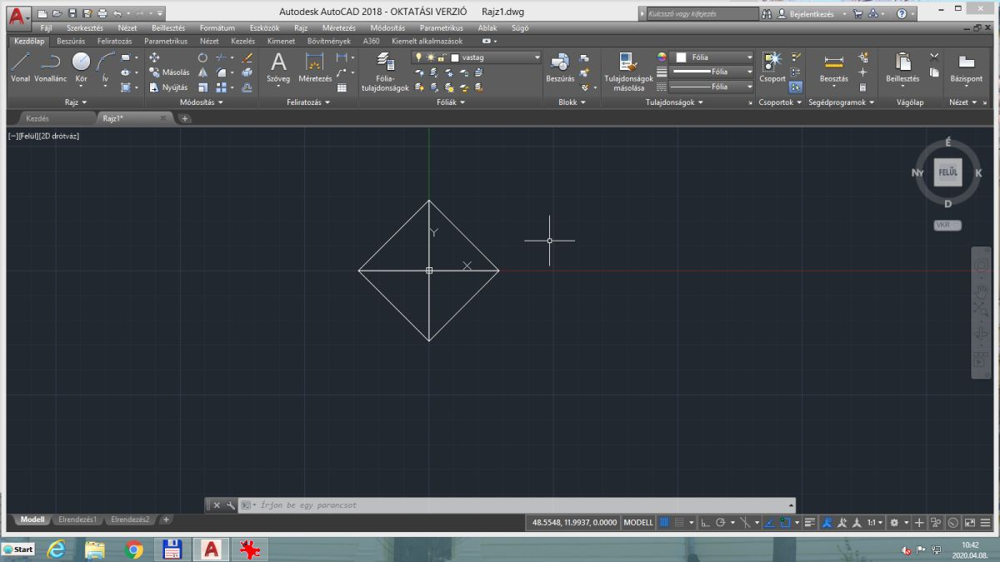 Autodesk AutoCAD 2018 - OKTATÁSI VERZIÓ Rajz1.dwg
Kulcsszó vagy kifejezés
Bejelentkezés
Fájl Szerkesztés Nézet Beillesztés Formátum Eszközök Rajz Méretezés Módosítás Parametrikus Ablak Súgó
Kezdőlap Beszúrás Feliratozás Parametrikus Nézet Kezelés Kimenet Bővítmények A360 Kiemelt alkalmazások
Vonal Vonallánc Kör Ív
Másolás
Nyújtás
Szöveg Méretezés
Fólia-
tulajdonságok
vastag
Beszúrás
Tulajdonságok
másolása
Fólia
Fólia
Fólia
Csoport
Beosztás
Beillesztés
Bázispont
Rajz Módosítás Feliratozás Fóliák Blokk Tulajdonságok Csoportok Segédprogramok Vágólap Nézet
Kezdés Rajz1*
[−][Felül][2D drótváz]
É
Ny FELÜL K
D
VKR
Y
X
Írjon be egy parancsot
Modell Elrendezés1 Elrendezés2
48.5548, 11.9937, 0.0000 MODELL 1:1
Start
10:42
2020.04.08.